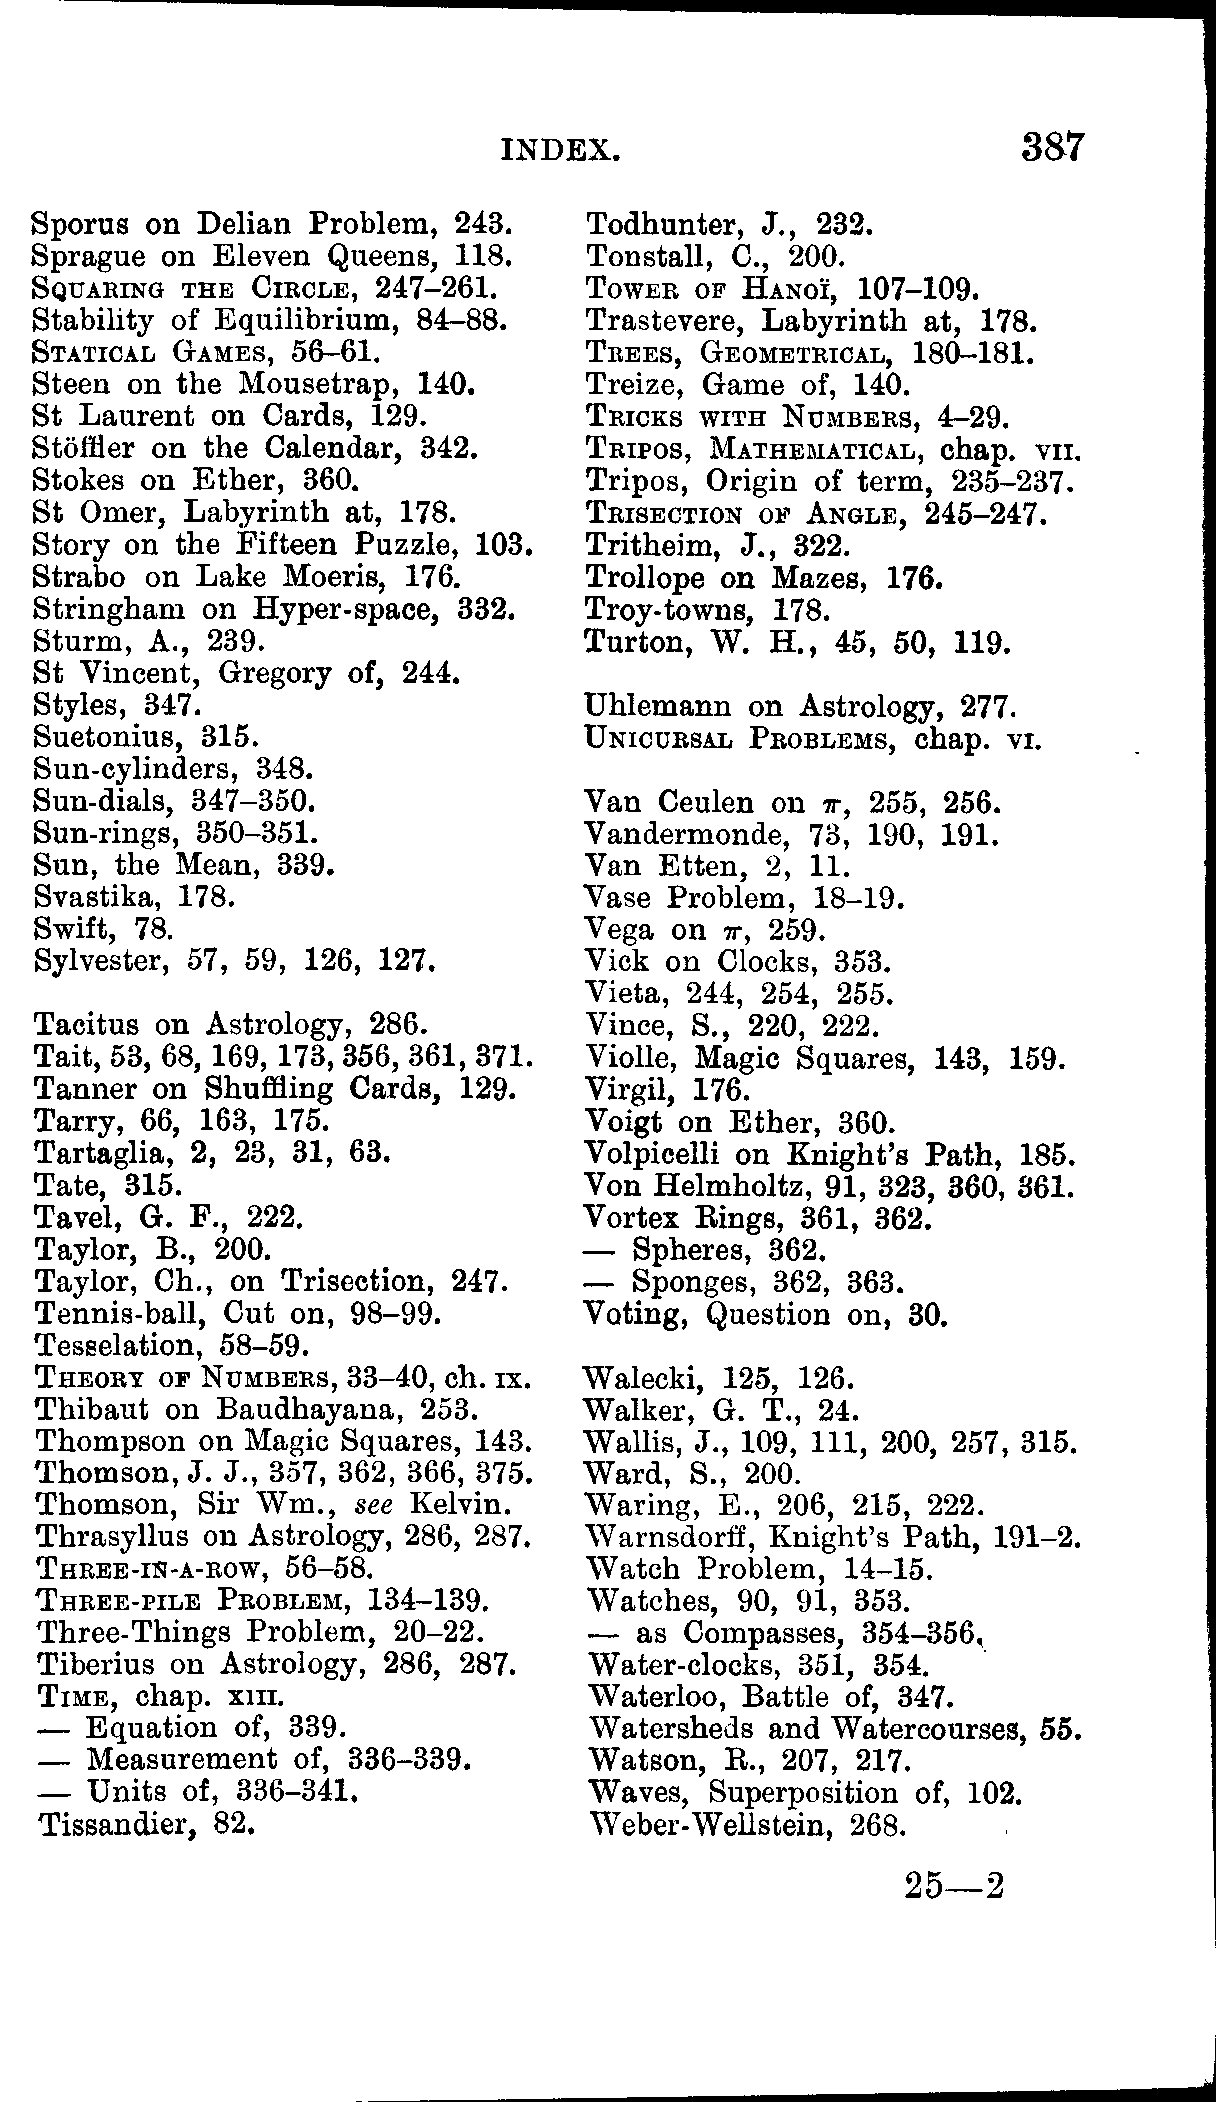 INDEX. 387
Sporus on Delian Problem, 243.
Sprague on Eleven Queens, 118.
SQUARING THE CIRCLE, 247–261.
Stability of Equilibrium, 84–88.
STATICAL GAMES, 56–61.
Steen on the Mousetrap, 140.
St Laurent on Cards, 129.
Stöffler on the Calendar, 342.
Stokes on Ether, 360.
St Omer, Labyrinth at, 178.
Story on the Fifteen Puzzle, 103.
Strabo on Lake Moeris, 176.
Stringham on Hyper-space, 332.
Sturm, A., 239.
St Vincent, Gregory of, 244.
Styles, 347.
Suetonius, 315.
Sun-cylinders, 348.
Sun-dials, 347–350.
Sun-rings, 350–351.
Sun, the Mean, 339.
Svastika, 178.
Swift, 78.
Sylvester, 57, 59, 126, 127.
Tacitus on Astrology, 286.
Tait, 53, 68, 169, 173, 356, 361, 371.
Tanner on Shuffling Cards, 129.
Tarry, 66, 163, 175.
Tartaglia, 2, 23, 31, 63.
Tate, 315.
Tavel, G. F., 222.
Taylor, B., 200.
Taylor, Ch., on Trisection, 247.
Tennis-ball, Cut on, 98–99.
Tesselation, 58–59.
THEORY OF NUMBERS, 33–40, ch. IX.
Thibaut on Baudhayana, 253.
Thompson on Magic Squares, 143.
Thomson, J. J., 357, 362, 366, 375.
Thomson, Sir Wm., see Kelvin.
Thrasyllus on Astrology, 286, 287.
THREE-IN-A-ROW, 56–58.
THREE-PILE PROBLEM, 134–139.
Three-Things Problem, 20–22.
Tiberius on Astrology, 286, 287.
TIME, chap. XIII.
— Equation of, 339.
— Measurement of, 336–339.
— Units of, 336–341.
Tissandier, 82.
Todhunter, J., 232.
Tonstall, C., 200.
TOWER OF HANOÏ, 107–109.
Trastevere, Labyrinth at, 178.
TREES, GEOMETRICAL, 180–181.
Treize, Game of, 140.
TRICKS WITH NUMBERS, 4–29.
TRIPOS, MATHEMATICAL, chap. VII.
Tripos, Origin of term, 235–237.
TRISECTION OF ANGLE, 245–247.
Tritheim, J., 322.
Trollope on Mazes, 176.
Troy-towns, 178.
Turton, W. H., 45, 50, 119.
Uhlemann on Astrology, 277.
UNICURSAL PROBLEMS, chap. VI.
Van Ceulen on π, 255, 256.
Vandermonde, 73, 190, 191.
Van Etten, 2, 11.
Vase Problem, 18–19.
Vega on π, 259.
Vick on Clocks, 353.
Vieta, 244, 254, 255.
Vince, S., 220, 222.
Violle, Magic Squares, 143, 159.
Virgil, 176.
Voigt on Ether, 360.
Volpicelli on Knight's Path, 185.
Von Helmholtz, 91, 323, 360, 361.
Vortex Rings, 361, 362.
— Spheres, 362.
— Sponges, 362, 363.
Voting, Question on, 30.
Walecki, 125, 126.
Walker, G. T., 24.
Wallis, J., 109, 111, 200, 257, 315.
Ward, S., 200.
Waring, E., 206, 215, 222.
Warnsdorff, Knight's Path, 191–2.
Watch Problem, 14–15.
Watches, 90, 91, 353.
— as Compasses, 354–356.
Water-clocks, 351, 354.
Waterloo, Battle of, 347.
Watersheds and Watercourses, 55.
Watson, R., 207, 217.
Waves, Superposition of, 102.
Weber-Wellstein, 268.
25—2